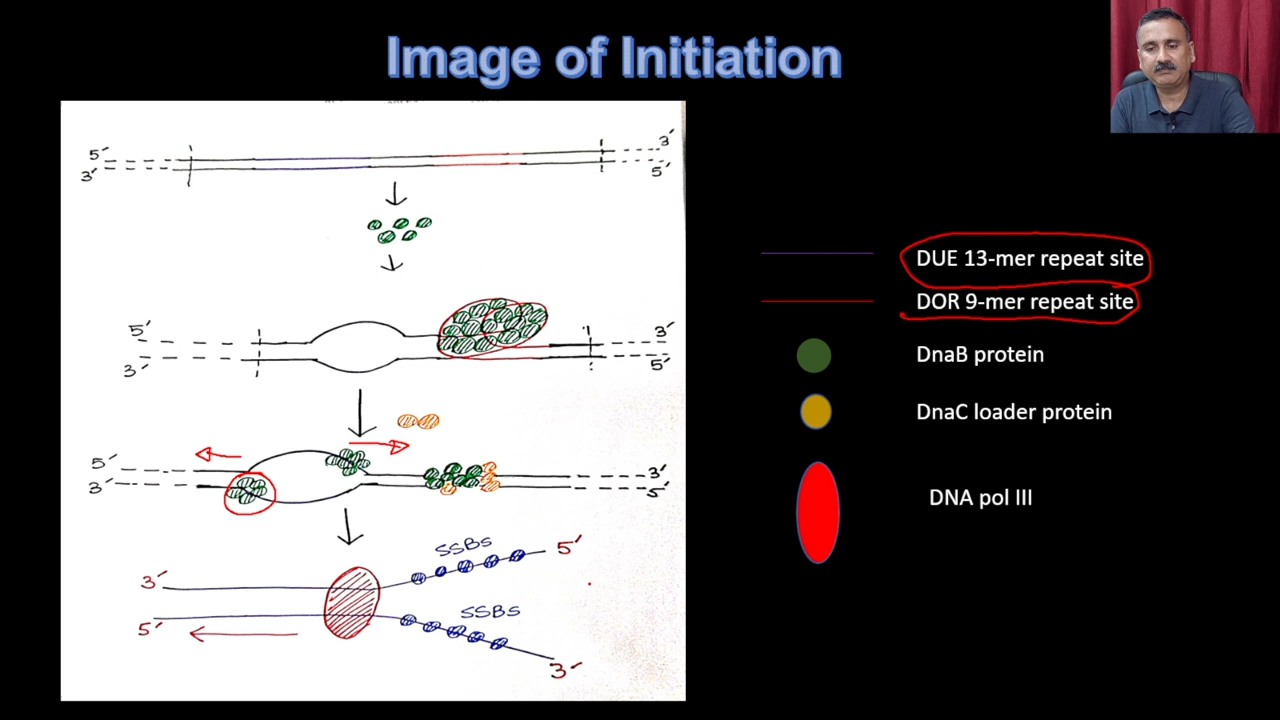 Image of Initiation
5´ 3´
3´ 5´
5´ 3´
3´ 5´
5´ 3´
3´ 5´
SSBs 5´
3´
SSBs
5´
3´
DUE 13-mer repeat site
DOR 9-mer repeat site
DnaB protein
DnaC loader protein
DNA pol III